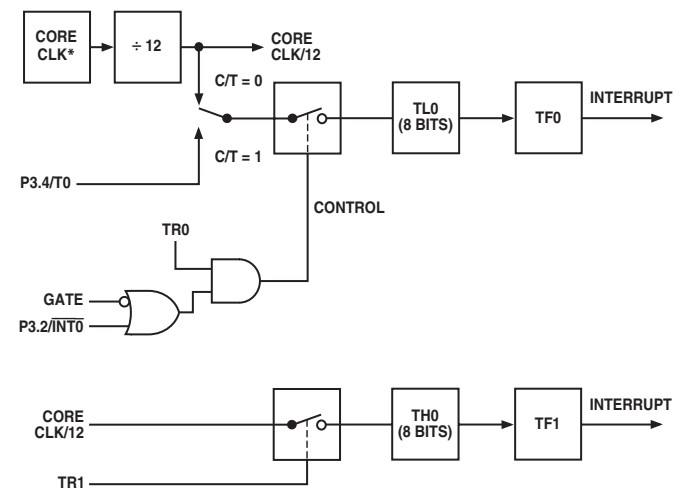 CORE
CLK*
÷ 12
CORE
CLK/12
C/T = 0
TL0
(8 BITS)
TF0
INTERRUPT
C/T = 1
P3.4/T0
CONTROL
TR0
GATE
P3.2/INT0
CORE
CLK/12
TH0
(8 BITS)
TF1
INTERRUPT
TR1